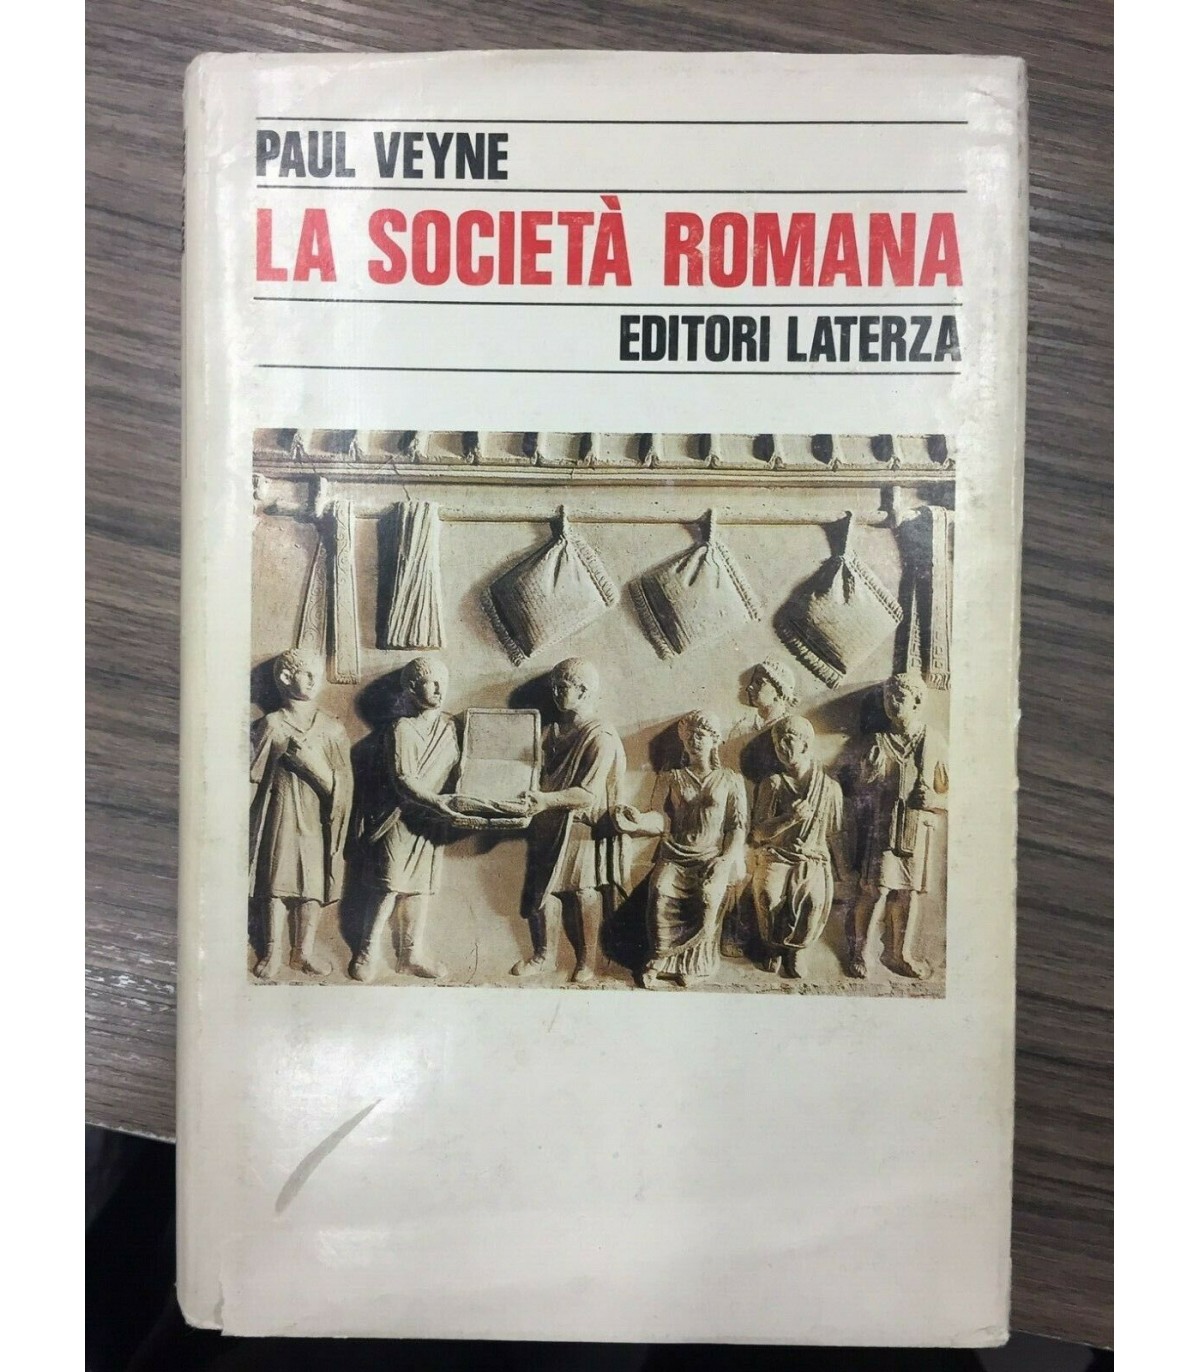 PAUL VEYNE
LA SOCIETÀ ROMANA
EDITORI LATERZA